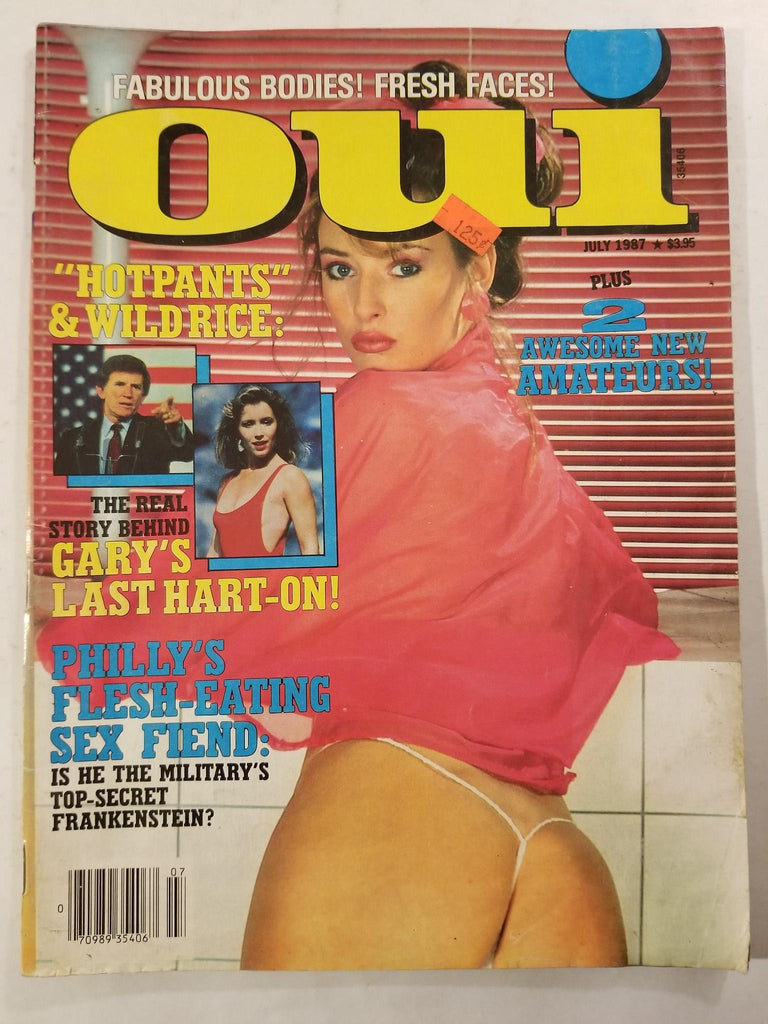 FABULOUS BODIES! FRESH FACES!
oui
35406
125¢
JULY 1987 ★ $3.95
"HOTPANTS"
& WILD RICE:
PLUS
2
AWESOME NEW
AMATEURS!
THE REAL
STORY BEHIND
GARY'S
LAST HART-ON!
PHILLY'S
FLESH-EATING
SEX FIEND:
IS HE THE MILITARY'S
TOP-SECRET
FRANKENSTEIN?
07
0 70989 35406